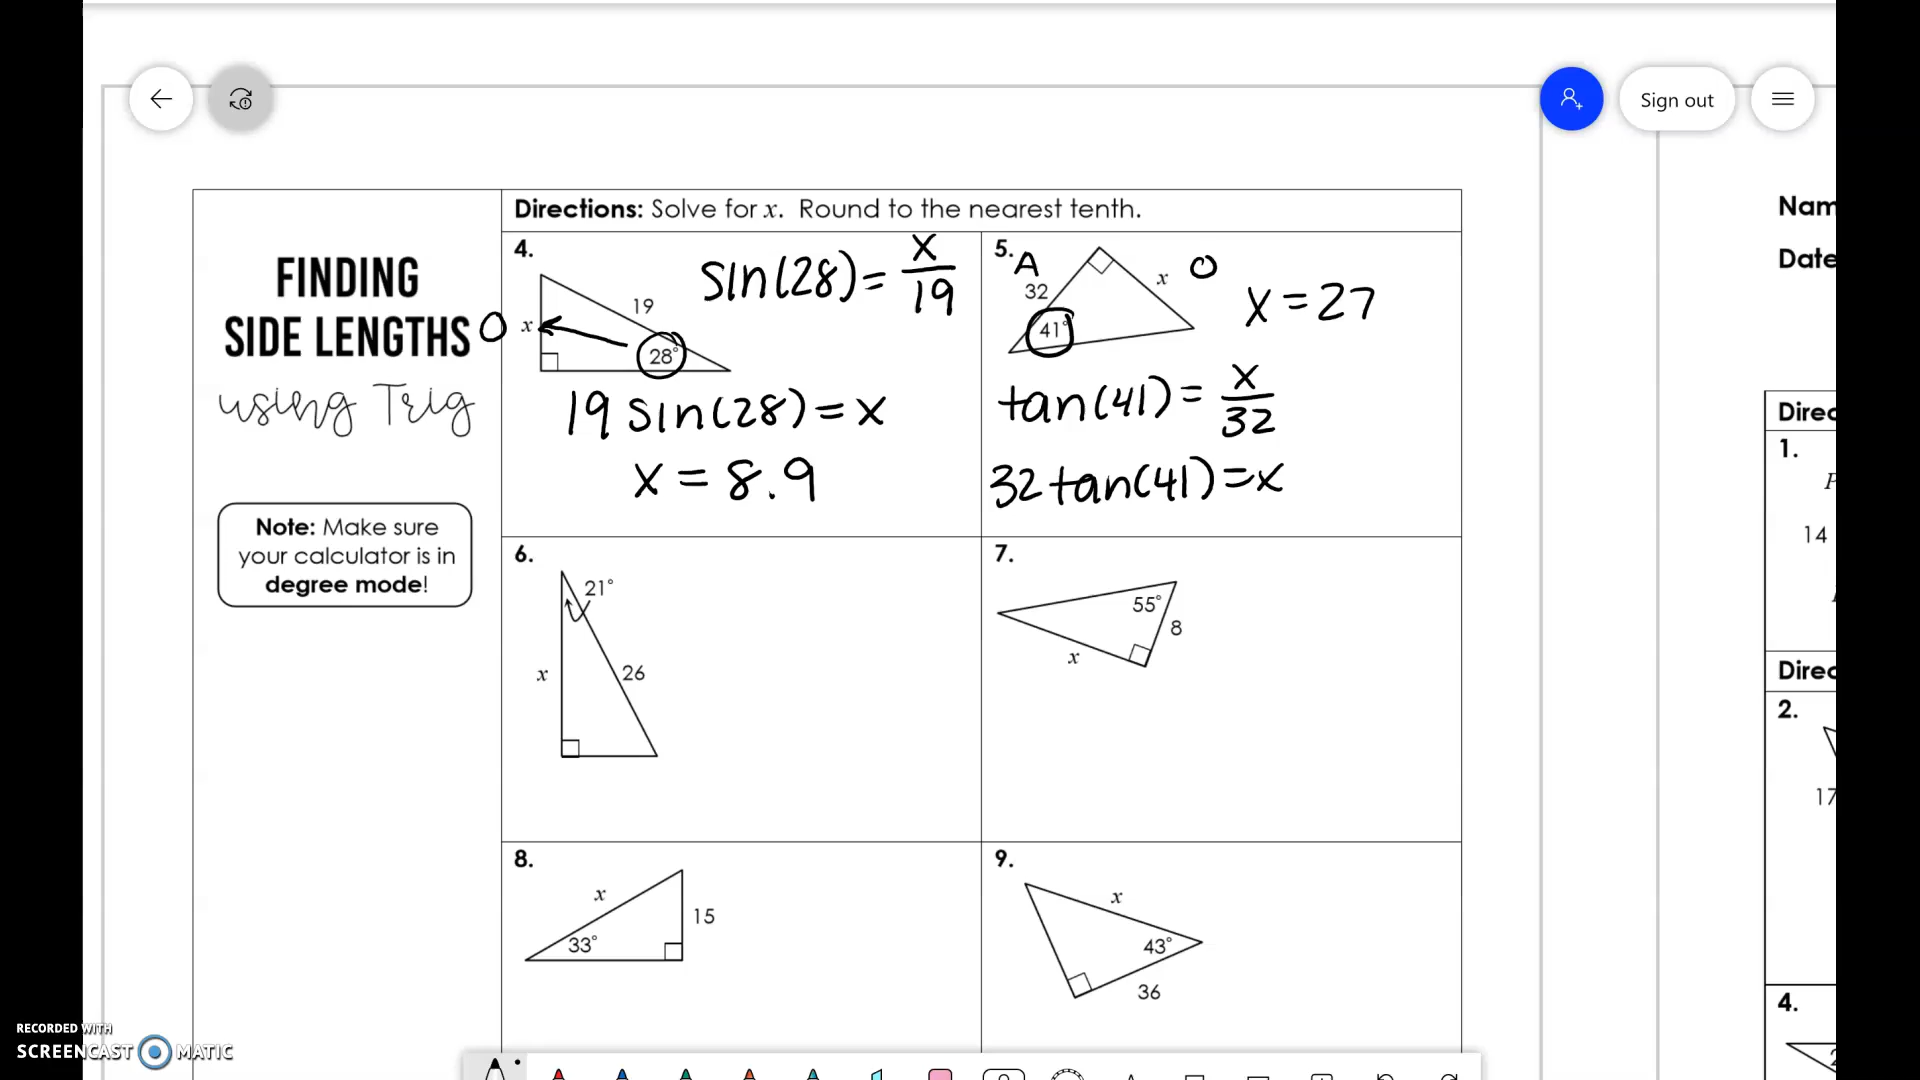 Sign out
Nam
Date
Directions: Solve for x. Round to the nearest tenth.
FINDING
SIDE LENGTHS
using Trig
Note: Make sure
your calculator is in
degree mode!
4.
19
x
28°
O
sin(28) = x/19
19 sin(28) = x
x = 8.9
5.
A
32
x
O
41°
x = 27
tan(41) = x/32
32 tan(41) = x
6.
21°
x
26
7.
55°
8
x
8.
x
15
33°
9.
x
43°
36
Direc
1.
P
14
Direc
2.
17
4.
RECORDED WITH
SCREENCAST MATIC